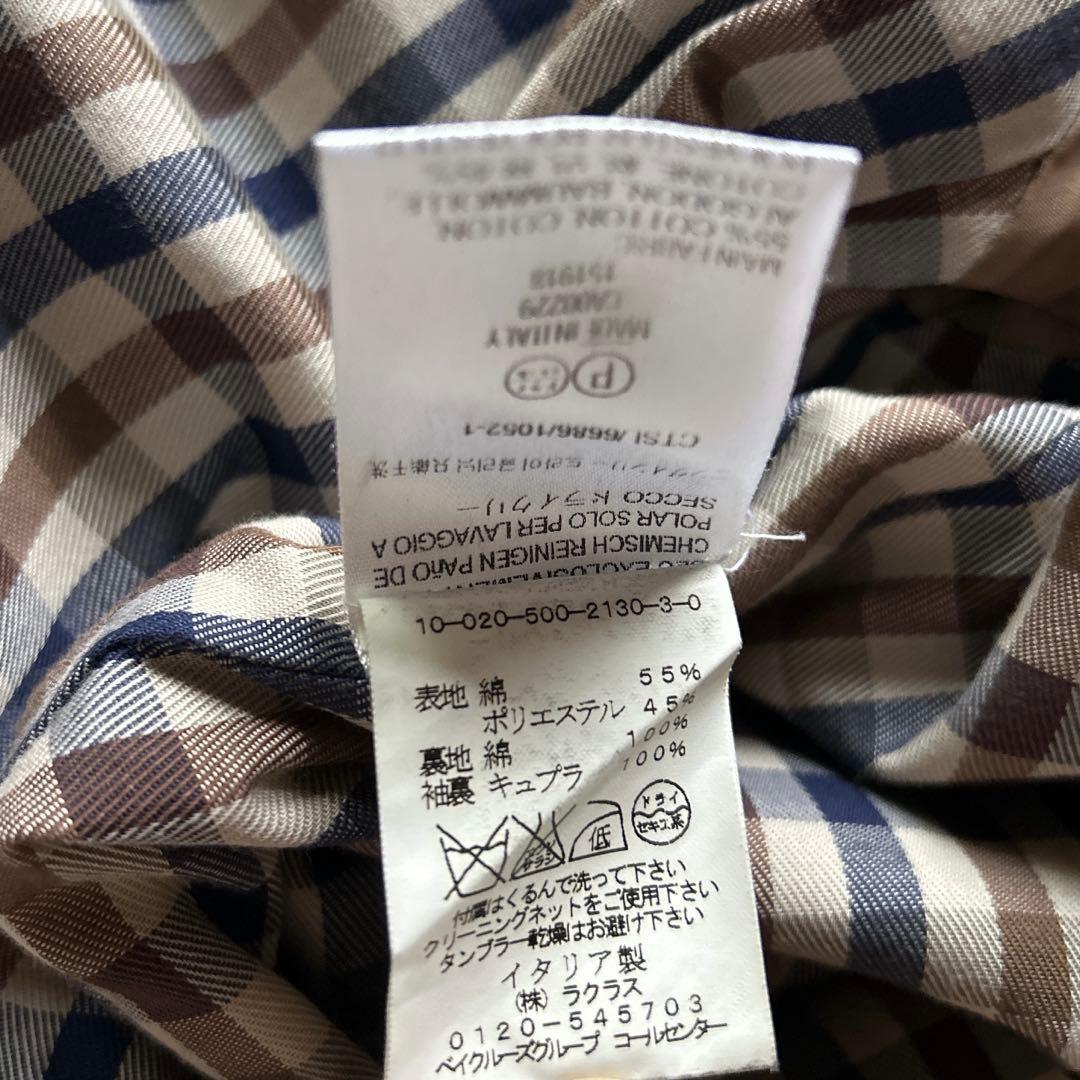 MAIN FABRIC
55% COTTON, COTON,
ALGODON, BAUMWOLLE
COTONE,
151918
CA00229
MADE IN ITALY
P
CTSI /6686/1052-1
SECCO ドライクリー
POLAR SOLO PER LAVAGGIO A
CHEMISCH REINIGEN PAÑO DE
10-020-500-2130-3-0
表地 綿 55%
ポリエステル 45%
裏地 綿 100%
袖裏 キュプラ 100%
低
ドライ
セキユ系
付属はくるんで洗って下さい
クリーニングネットをご使用下さい
タンブラー乾燥はお避け下さい
イタリア製
(株) ラクラス
0120-545703
ベイクルーズグループ コールセンター